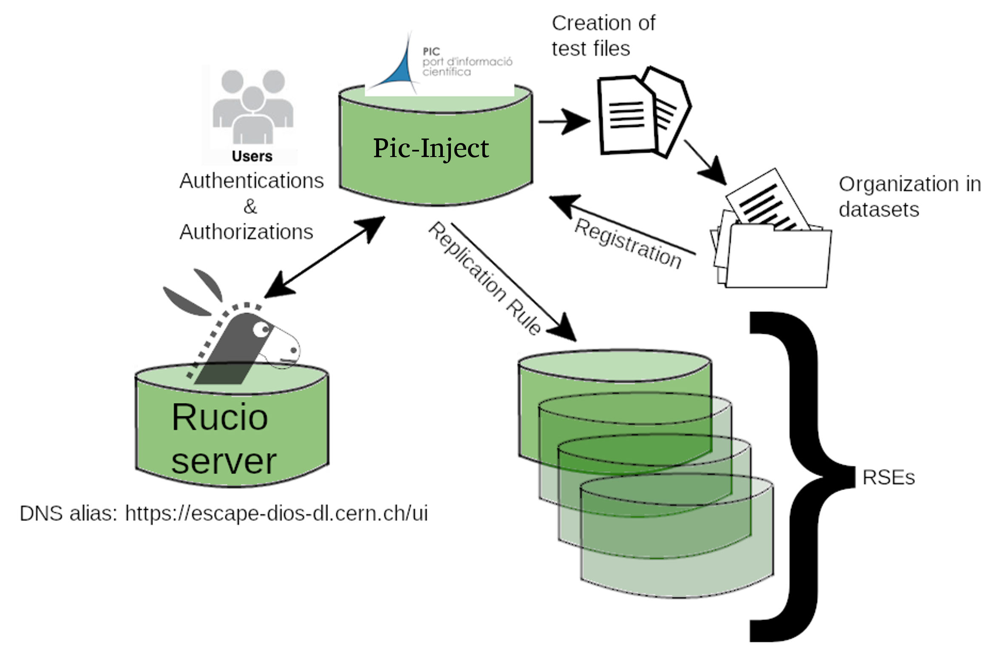 Creation of
test files
PIC
port d'informació
científica
Users
Pic-Inject
Authentications
&
Authorizations
Organization in
datasets
Registration
Replication Rule
Rucio
server
RSEs
DNS alias: https://escape-dios-dl.cern.ch/ui